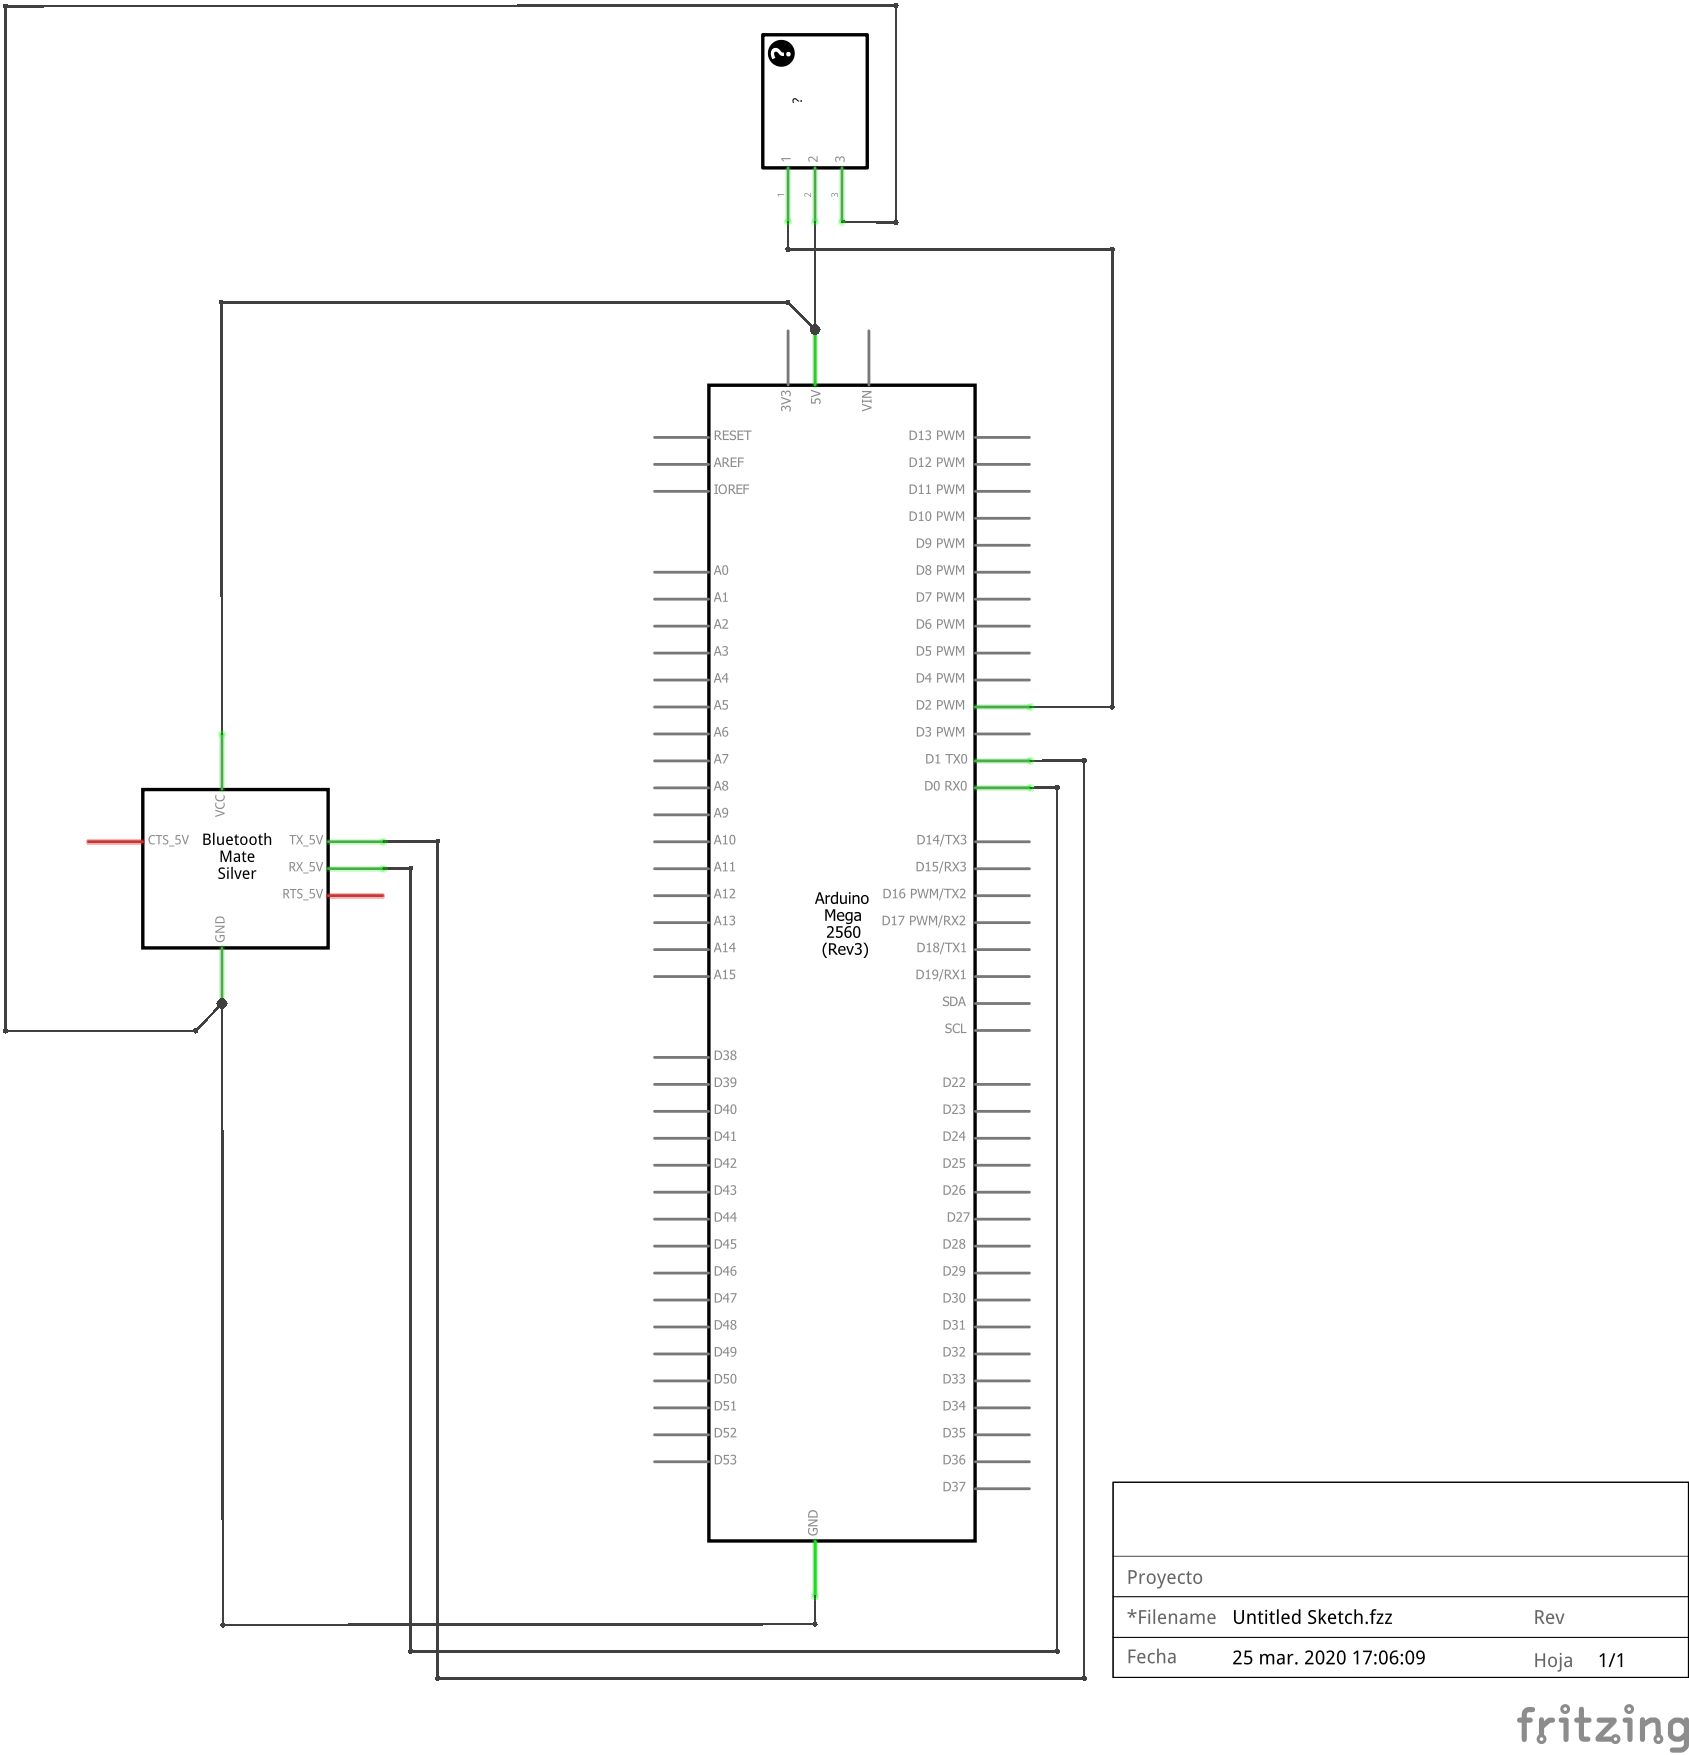 ?
?
1 2 3
1 2 3
3V3 5V VIN
RESET D13 PWM
AREF D12 PWM
IOREF D11 PWM
D10 PWM
D9 PWM
A0 D8 PWM
A1 D7 PWM
A2 D6 PWM
A3 D5 PWM
A4 D4 PWM
A5 D2 PWM
A6 D3 PWM
A7 D1 TX0
A8 D0 RX0
A9
A10 D14/TX3
A11 D15/RX3
A12 D16 PWM/TX2
A13 D17 PWM/RX2
A14 D18/TX1
A15 D19/RX1
SDA
SCL
Arduino
Mega
2560
(Rev3)
D38
D39 D22
D40 D23
D41 D24
D42 D25
D43 D26
D44 D27
D45 D28
D46 D29
D47 D30
D48 D31
D49 D32
D50 D33
D51 D34
D52 D35
D53 D36
D37
GND
VCC
CTS_5V
Bluetooth
Mate
Silver
TX_5V
RX_5V
RTS_5V
GND
Proyecto
*Filename Untitled Sketch.fzz Rev
Fecha 25 mar. 2020 17:06:09 Hoja 1/1
fritzing